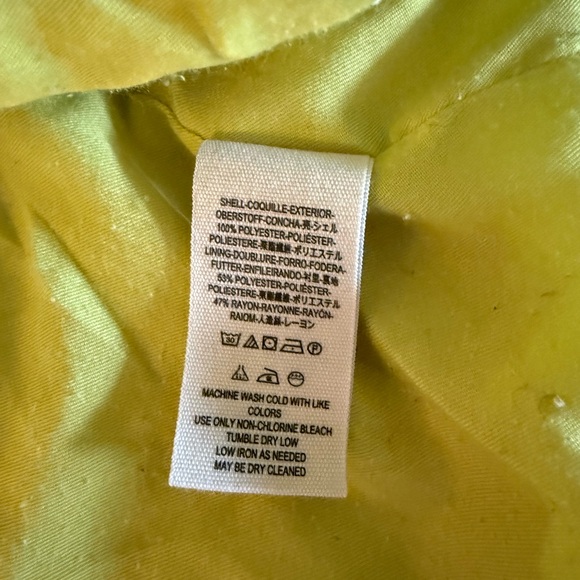 SHELL-COQUILLE-EXTERIOR-
OBERSTOFF-CONCHA-売-シェル
100% POLYESTER-POLIÉSTER-
POLIESTERE-聚酯纖維-ポリエステル
LINING-DOUBLURE-FORRO-FODERA-
FUTTER-ENFILEIRANDO-衬里-裏地
53% POLYESTER-POLIÉSTER-
POLIESTERE-聚酯纖維-ポリエステル
47% RAYON-RAYONNE-RAYÓN-
RAIOM-人造絲-レーヨン
30 P
MACHINE WASH COLD WITH LIKE
COLORS
USE ONLY NON-CHLORINE BLEACH
TUMBLE DRY LOW
LOW IRON AS NEEDED
MAY BE DRY CLEANED